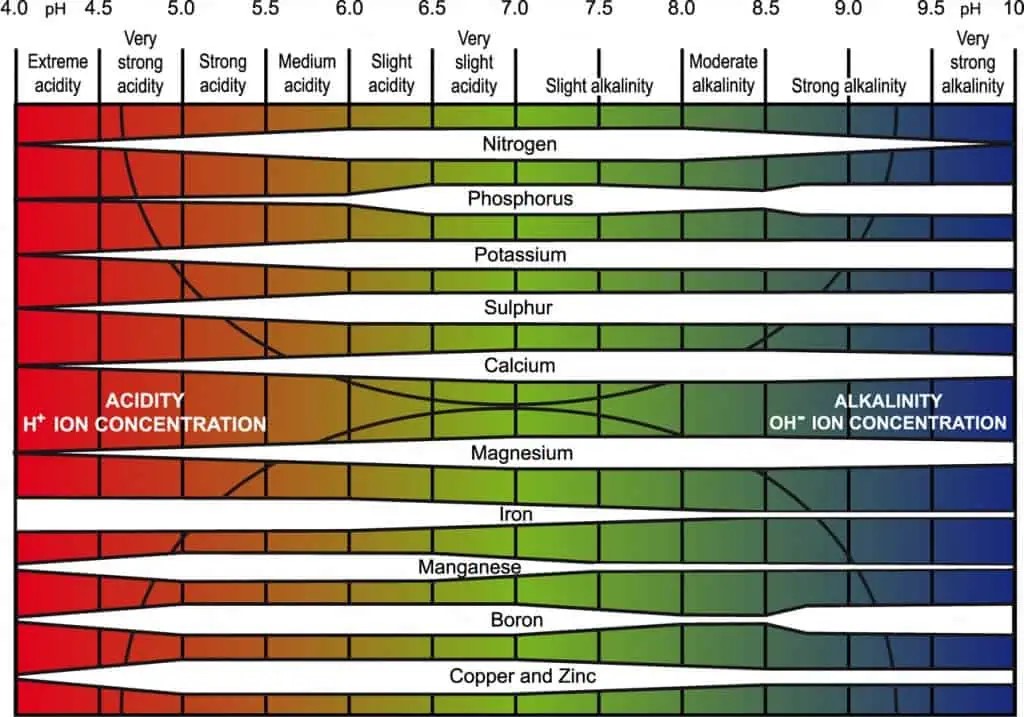 4.0 pH 4.5 5.0 5.5 6.0 6.5 7.0 7.5 8.0 8.5 9.0 9.5 pH 10
Extreme
acidity
Very
strong
acidity
Strong
acidity
Medium
acidity
Slight
acidity
Very
slight
acidity
Slight alkalinity
Moderate
alkalinity
Strong alkalinity
Very
strong
alkalinity
Nitrogen
Phosphorus
Potassium
Sulphur
Calcium
ACIDITY
H⁺ ION CONCENTRATION
ALKALINITY
OH⁻ ION CONCENTRATION
Magnesium
Iron
Manganese
Boron
Copper and Zinc